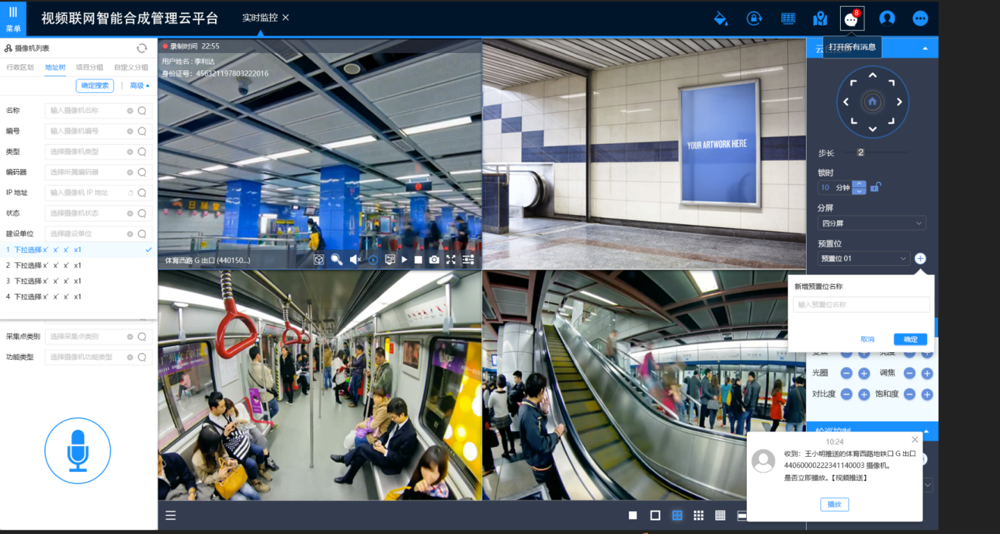 菜单
视频联网智能合成管理云平台
实时监控
8
打开所有消息
摄像机列表
行政区划 地址树 项目分组 自定义分组
确定搜索 高级
名称 输入摄像机名称
编号 输入摄像机编号
类型 选择摄像机类型
编码器 选择所属编码器
IP 地址 输入摄像机 IP 地址
状态 选择摄像机状态
建设单位 选择建设单位
1 下拉选择 x' x' x' x1
2 下拉选择 x' x' x' x1
3 下拉选择 x' x' x' x1
4 下拉选择 x' x' x' x1
采集点类别 选择采集点类别
功能类型 选择摄像机功能类型
录制时间 22:55
用户姓名 : 李利达
身份证号: 456321197803222016
体育西路 G 出口 (440150...)
YOUR ARTWORK HERE
云
步长 2
锁时
10 分钟
分屏
四分屏
预置位
预置位 01
新增预置位名称
输入预置位名称
取消 确定
光圈 调焦
对比度 饱和度
轮巡控制
10:24
收到: 王小明推送的体育西路地铁口 G 出口
44060000222341140003 摄像机。
是否立即播放。【视频推送】
播放